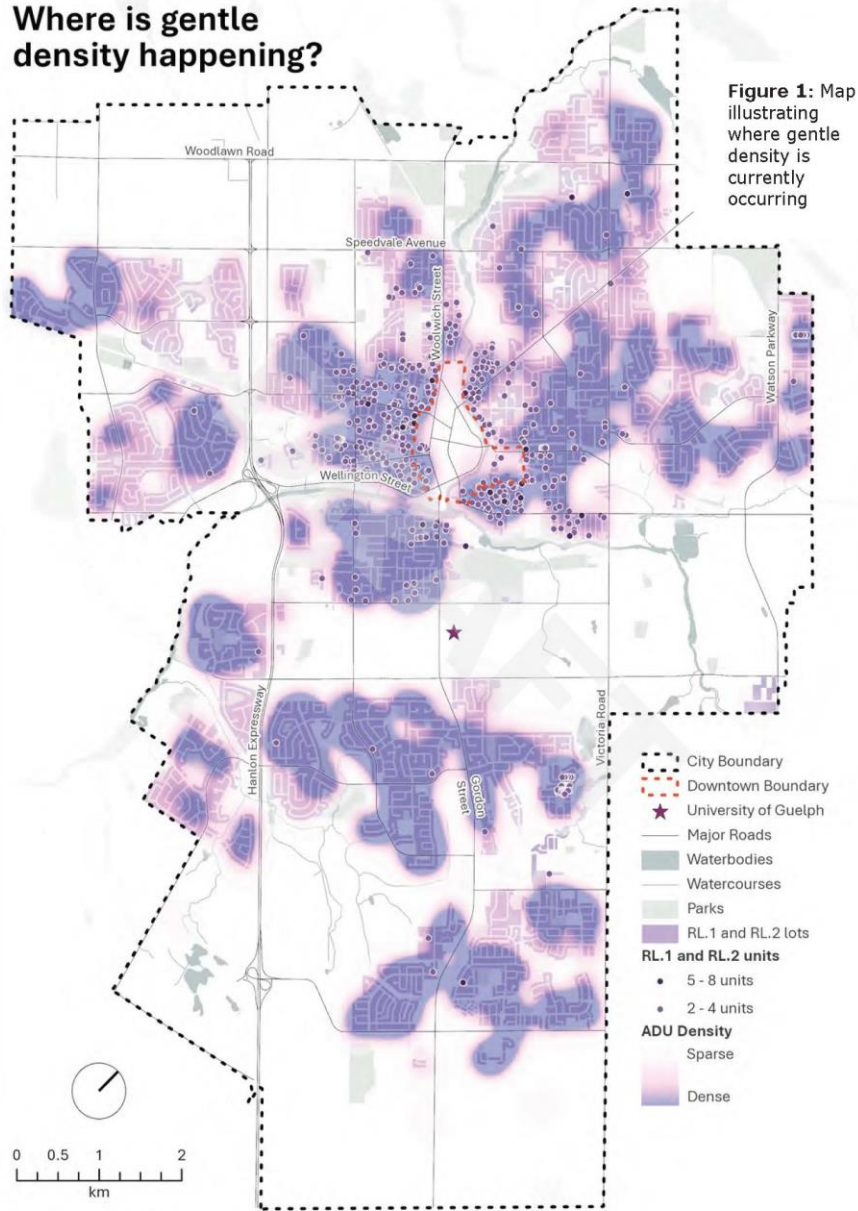 Where is gentle
density happening?
Figure 1: Map
illustrating
where gentle
density is
currently
occurring
Woodlawn Road
Speedvale Avenue
Woolwich Street
Watson Parkway
Wellington Street
Hanlon Expressway
Gordon
Street
Victoria Road
City Boundary
Downtown Boundary
University of Guelph
Major Roads
Waterbodies
Watercourses
Parks
RL.1 and RL.2 lots
RL.1 and RL.2 units
5 - 8 units
2 - 4 units
ADU Density
Sparse
Dense
0 0.5 1 2
km